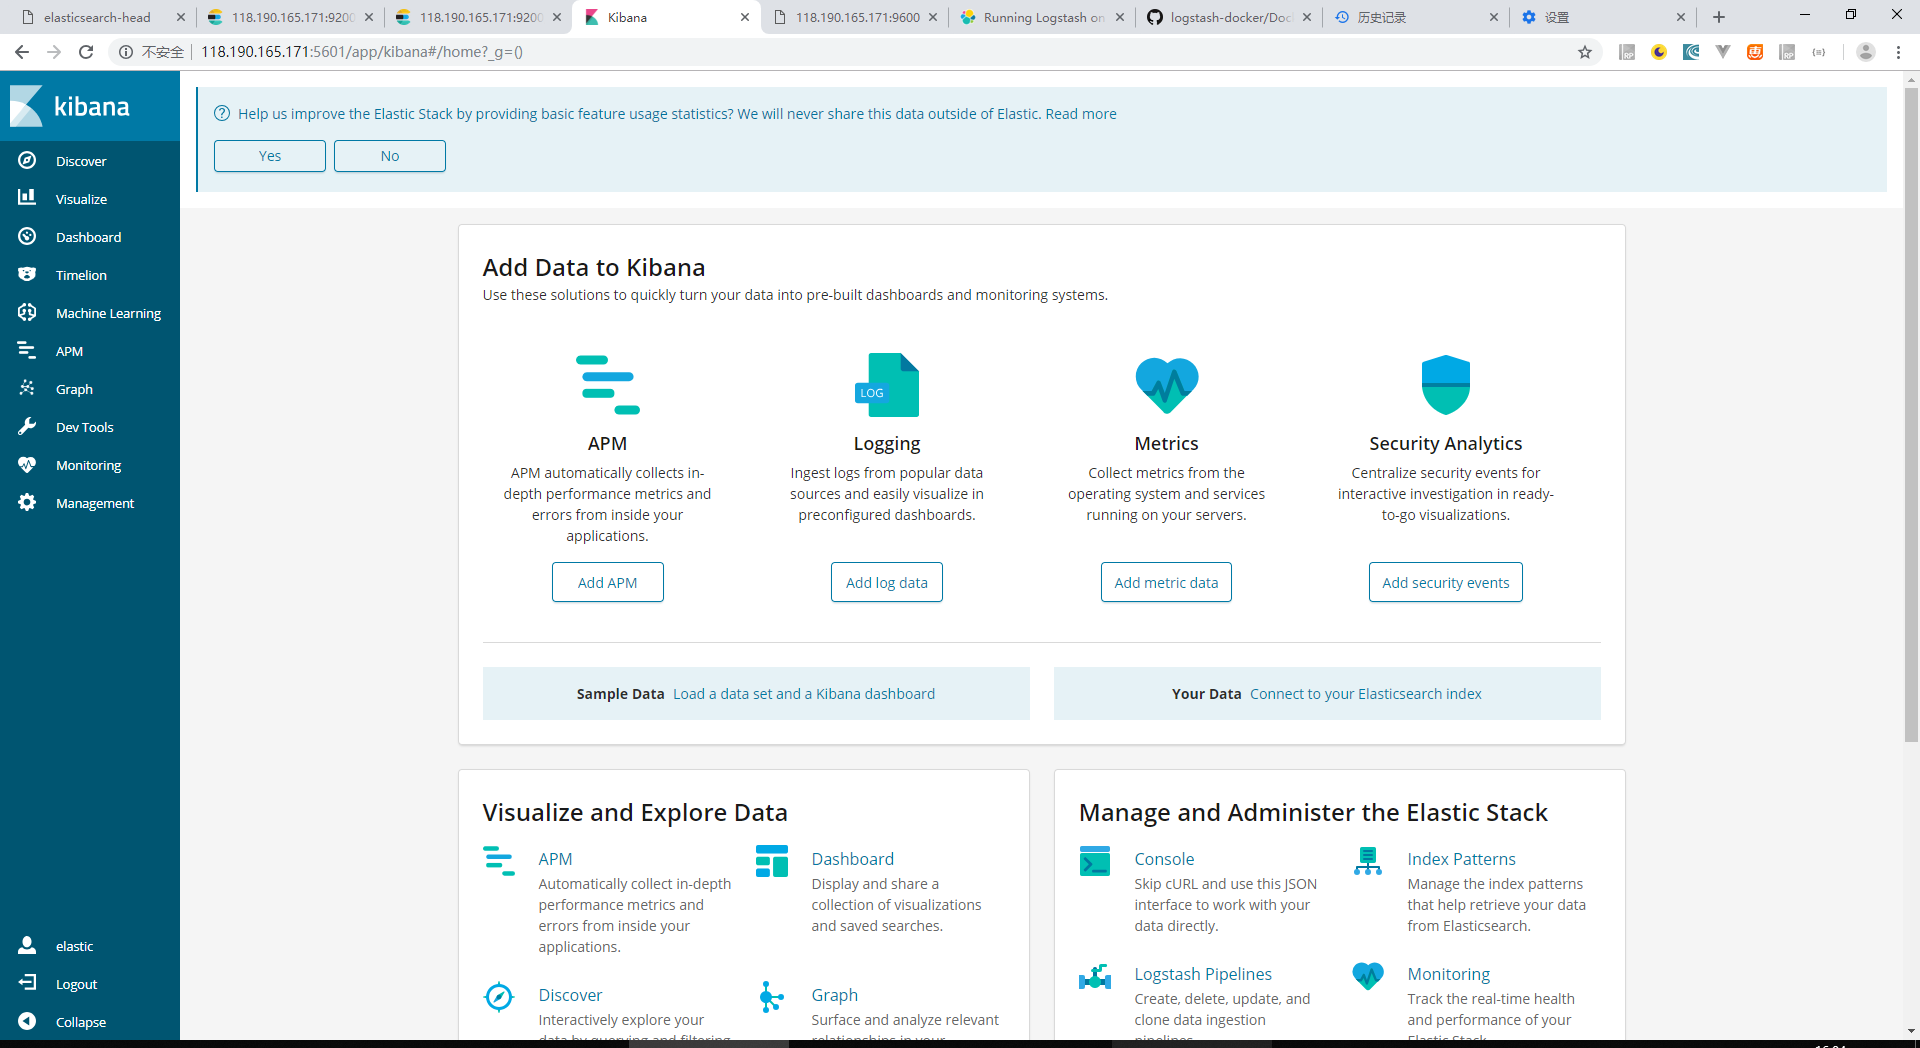 elasticsearch-head
118.190.165.171:920
118.190.165.171:920
Kibana
118.190.165.171:9600
Running Logstash on
logstash-docker/Doc
历史记录
设置
不安全
118.190.165.171:5601/app/kibana#/home?_g=()
kibana
Discover
Visualize
Dashboard
Timelion
Machine Learning
APM
Graph
Dev Tools
Monitoring
Management
elastic
Logout
Collapse
Help us improve the Elastic Stack by providing basic feature usage statistics? We will never share this data outside of Elastic. Read more
Yes
No
Add Data to Kibana
Use these solutions to quickly turn your data into pre-built dashboards and monitoring systems.
APM
APM automatically collects in-
depth performance metrics and
errors from inside your
applications.
Add APM
LOG
Logging
Ingest logs from popular data
sources and easily visualize in
preconfigured dashboards.
Add log data
Metrics
Collect metrics from the
operating system and services
running on your servers.
Add metric data
Security Analytics
Centralize security events for
interactive investigation in ready-
to-go visualizations.
Add security events
Sample Data Load a data set and a Kibana dashboard
Your Data Connect to your Elasticsearch index
Visualize and Explore Data
APM
Automatically collect in-depth
performance metrics and
errors from inside your
applications.
Dashboard
Display and share a
collection of visualizations
and saved searches.
Discover
Interactively explore your
data by querying and filtering
Graph
Surface and analyze relevant
relationships in your
Manage and Administer the Elastic Stack
Console
Skip cURL and use this JSON
interface to work with your
data directly.
Index Patterns
Manage the index patterns
that help retrieve your data
from Elasticsearch.
Logstash Pipelines
Create, delete, update, and
clone data ingestion
pipelines.
Monitoring
Track the real-time health
and performance of your
Elastic Stack.